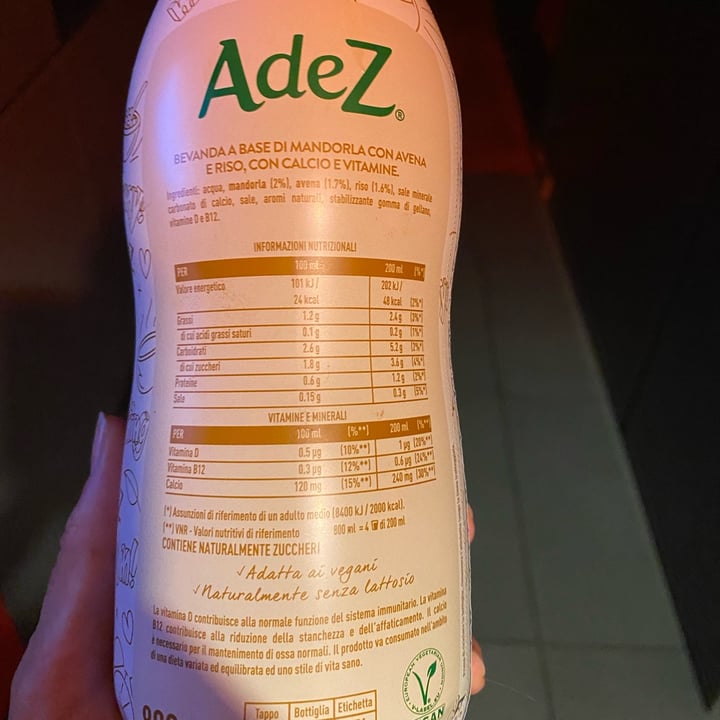 AdeZ®
BEVANDA A BASE DI MANDORLA CON AVENA
E RISO, CON CALCIO E VITAMINE.
Ingredienti: acqua, mandorla (2%), avena (1.7%), riso (1.6%), sale minerale
carbonato di calcio, sale, aromi naturali, stabilizzante gomma di gellano,
vitamine D e B12.
INFORMAZIONI NUTRIZIONALI
PER 100 ml 200 ml (%*)
Valore energetico 101 kJ / 202 kJ /
24 kcal 48 kcal (2%*)
Grassi 1.2 g 2.4 g (3%*)
di cui acidi grassi saturi 0.1 g 0.2 g (1%*)
Carboidrati 2.6 g 5.2 g (2%*)
di cui zuccheri 1.8 g 3.6 g (4%*)
Proteine 0.6 g 1.2 g (2%*)
Sale 0.15 g 0.3 g (5%*)
VITAMINE E MINERALI
PER 100 ml (%**) 200 ml (%**)
Vitamina D 0.5 µg (10%**) 1 µg (20%**)
Vitamina B12 0.3 µg (12%**) 0.6 µg (24%**)
Calcio 120 mg (15%**) 240 mg (30%**)
(*) Assunzioni di riferimento di un adulto medio (8400 kJ / 2000 kcal).
(**) VNR - Valori nutritivi di riferimento 800 ml = 4 di 200 ml
CONTIENE NATURALMENTE ZUCCHERI
✓Adatta ai vegani
✓Naturalmente senza lattosio
La vitamina D contribuisce alla normale funzione del sistema immunitario. La vitamina
B12 contribuisce alla riduzione della stanchezza e dell'affaticamento. Il calcio
è necessario per il mantenimento di ossa normali. Il prodotto va consumato nell'ambito
di una dieta variata ed equilibrata ed uno stile di vita sano.
EUROPEAN VEGETARIAN
V-LABEL.EU
VEGAN
Tappo Bottiglia Etichetta